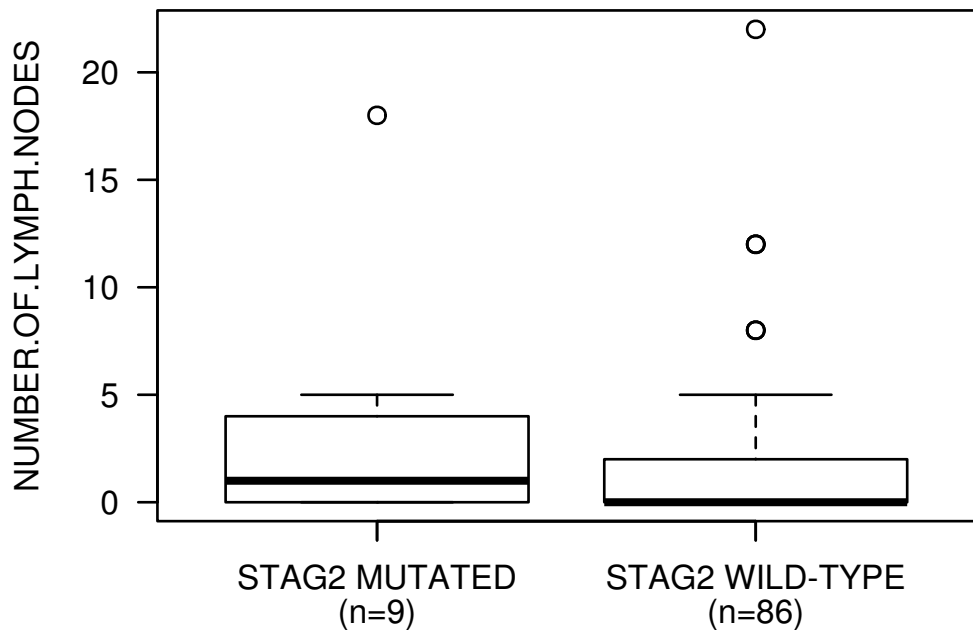 NUMBER.OF.LYMPH.NODES
20
15
10
5
0
STAG2 MUTATED
(n=9)
STAG2 WILD-TYPE
(n=86)